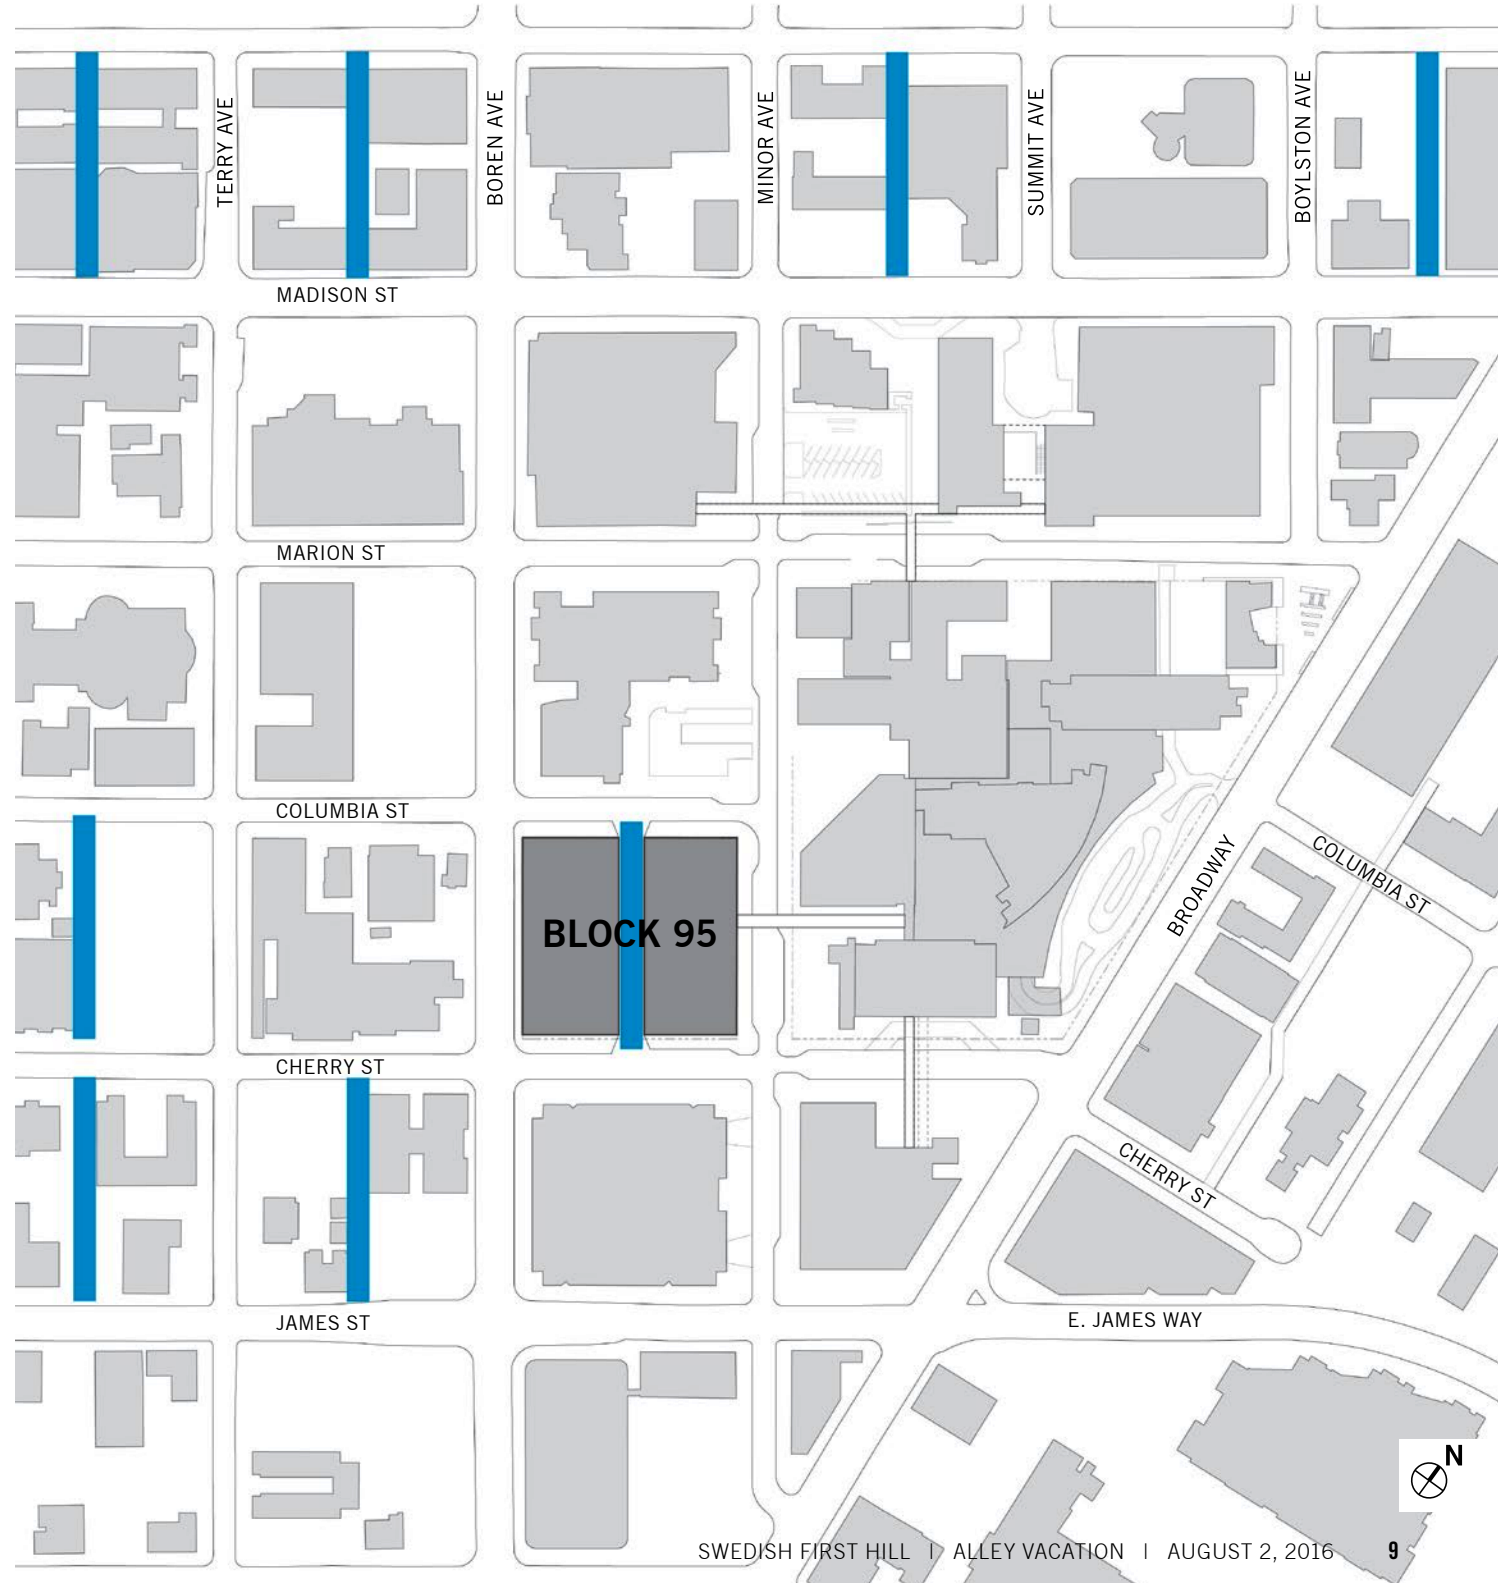 TERRY AVE
BOREN AVE
MINOR AVE
SUMMIT AVE
BOYLSTON AVE
MADISON ST
MARION ST
COLUMBIA ST
BROADWAY
COLUMBIA ST
BLOCK 95
CHERRY ST
CHERRY ST
JAMES ST
E. JAMES WAY
N
SWEDISH FIRST HILL | ALLEY VACATION | AUGUST 2, 2016 9